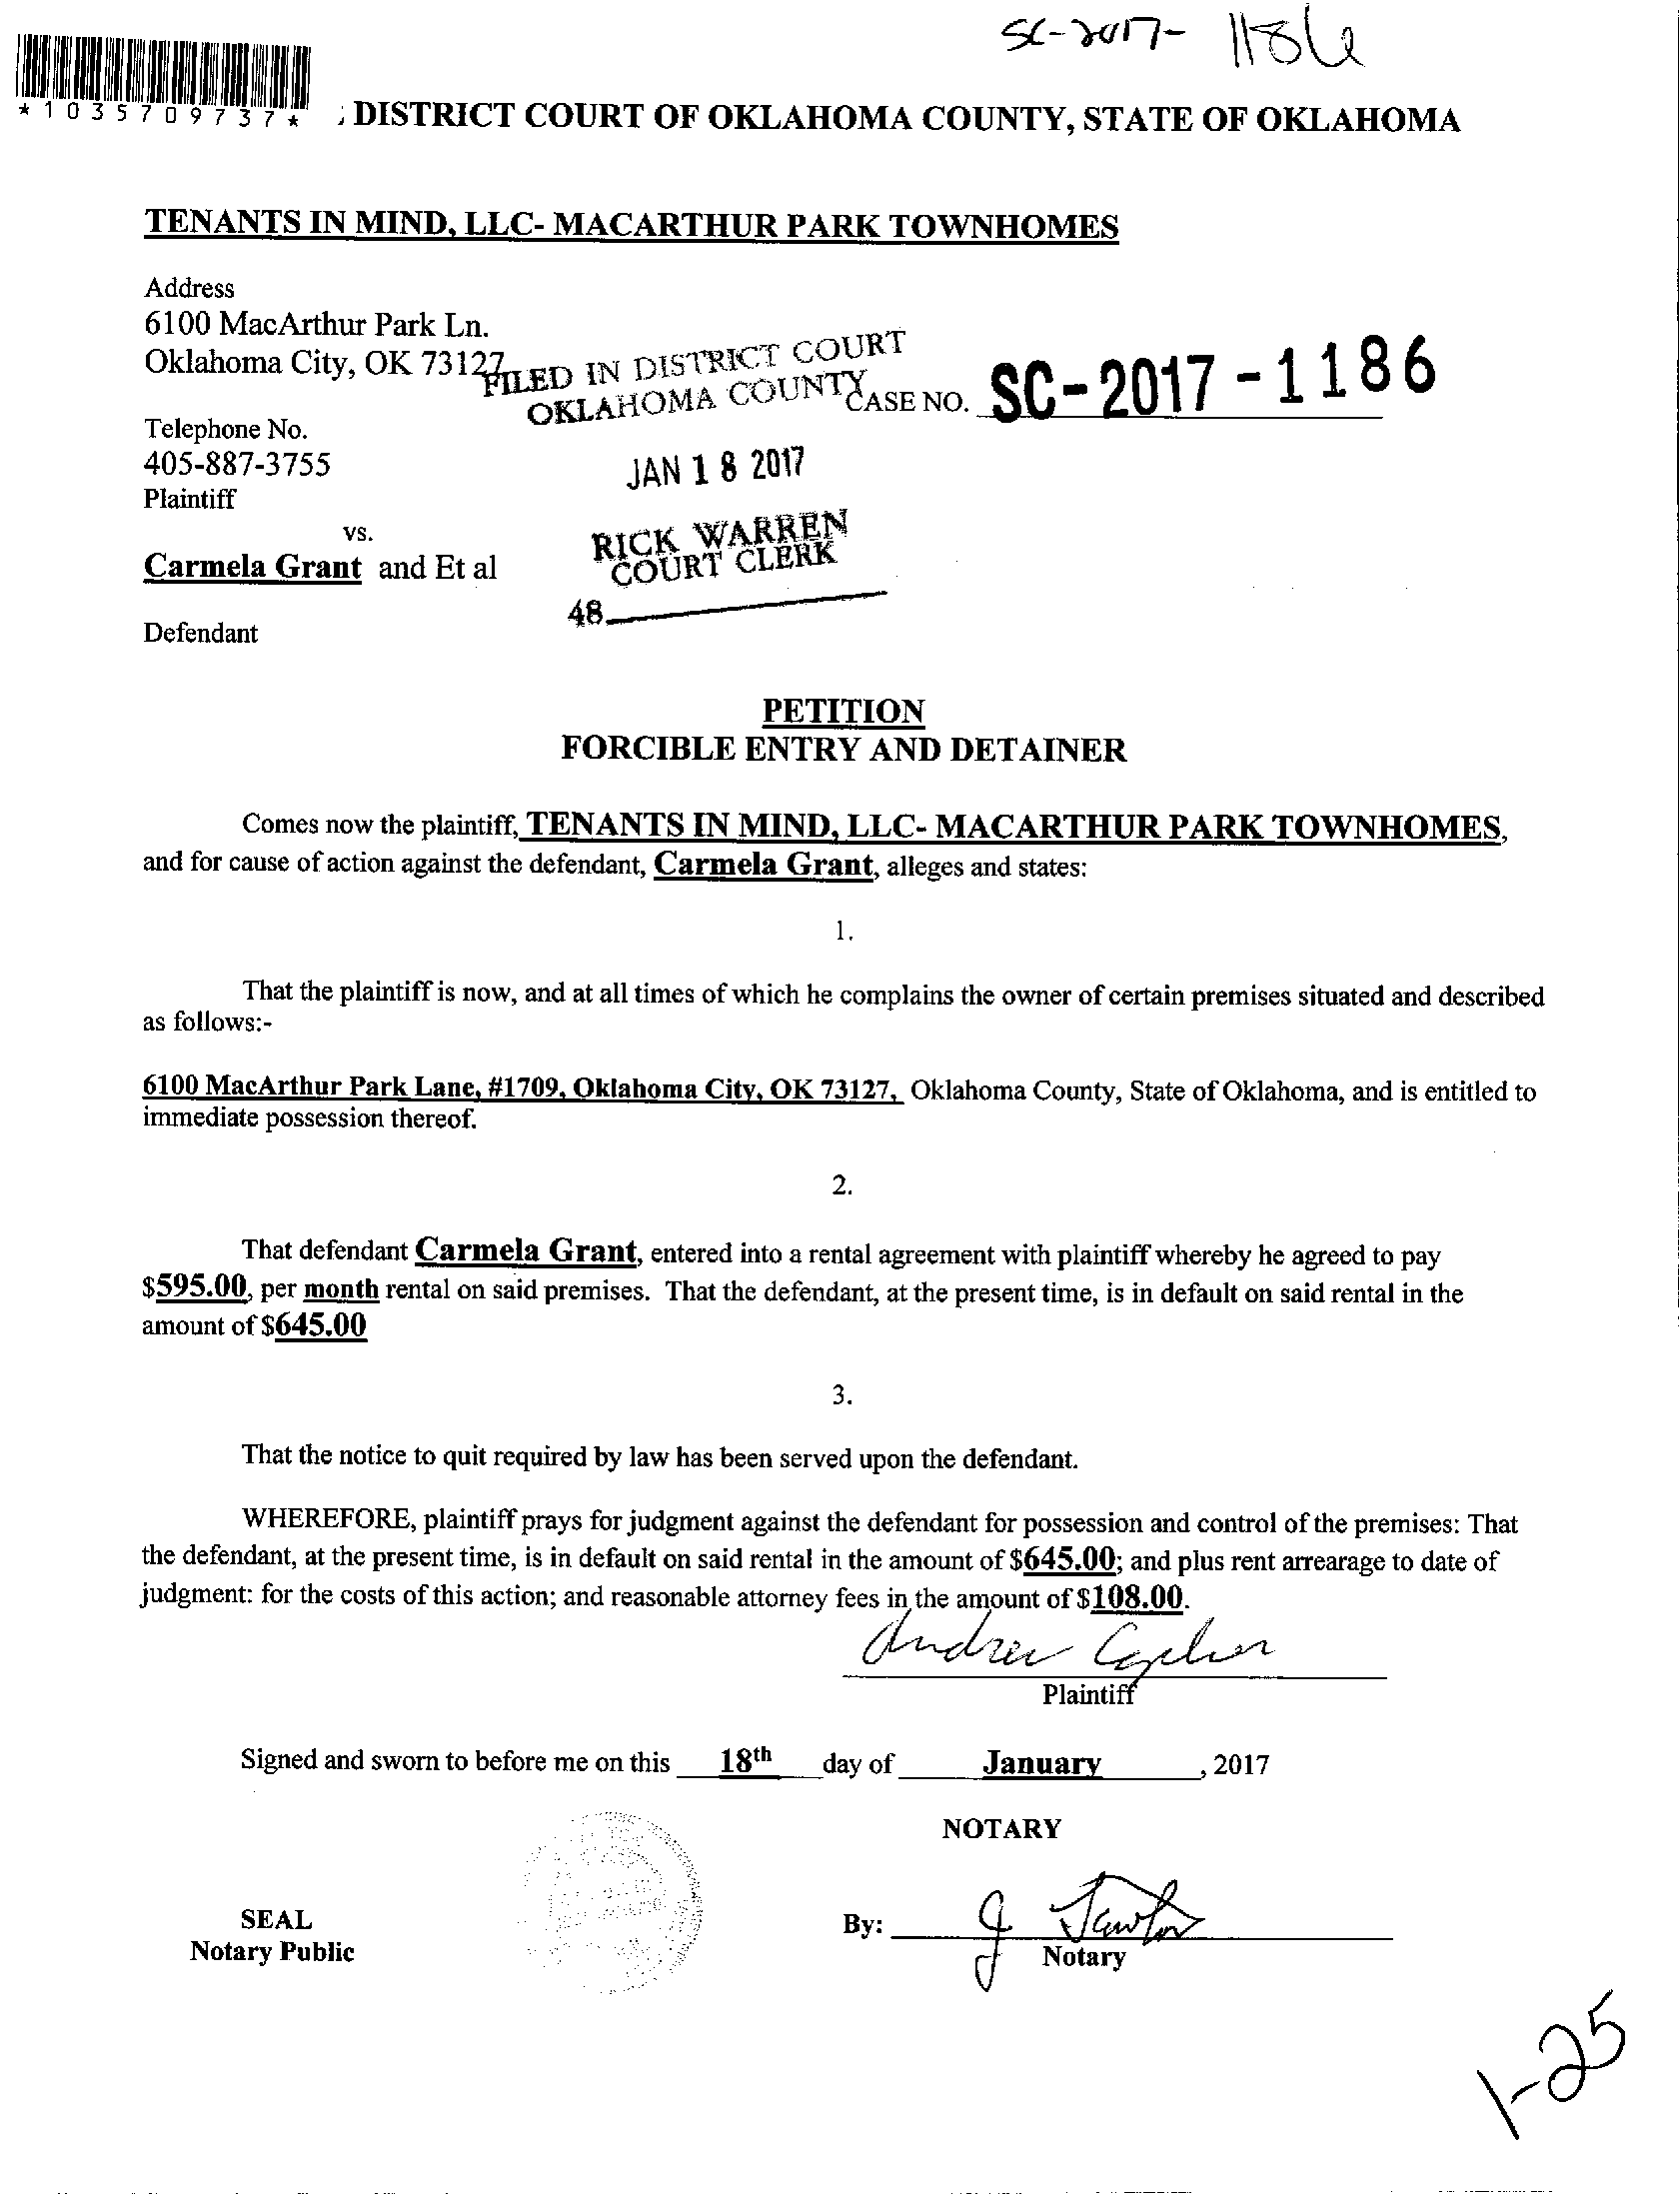 SC-2017- 1186
*1035709737*
DISTRICT COURT OF OKLAHOMA COUNTY, STATE OF OKLAHOMA
TENANTS IN MIND, LLC- MACARTHUR PARK TOWNHOMES
Address
6100 MacArthur Park Ln.
Oklahoma City, OK 73127
FILED IN DISTRICT COURT
OKLAHOMA COUNTY
CASE NO. SC-2017-1186
Telephone No.
405-887-3755
JAN 18 2017
Plaintiff
vs.
RICK WARREN
COURT CLERK
Carmela Grant and Et al
48
Defendant
PETITION
FORCIBLE ENTRY AND DETAINER
Comes now the plaintiff, TENANTS IN MIND, LLC- MACARTHUR PARK TOWNHOMES,
and for cause of action against the defendant, Carmela Grant, alleges and states:
1.
That the plaintiff is now, and at all times of which he complains the owner of certain premises situated and described
as follows:-
6100 MacArthur Park Lane, #1709, Oklahoma City, OK 73127, Oklahoma County, State of Oklahoma, and is entitled to
immediate possession thereof.
2.
That defendant Carmela Grant, entered into a rental agreement with plaintiff whereby he agreed to pay
$595.00, per month rental on said premises. That the defendant, at the present time, is in default on said rental in the
amount of $645.00
3.
That the notice to quit required by law has been served upon the defendant.
WHEREFORE, plaintiff prays for judgment against the defendant for possession and control of the premises: That
the defendant, at the present time, is in default on said rental in the amount of $645.00; and plus rent arrearage to date of
judgment: for the costs of this action; and reasonable attorney fees in the amount of $108.00.
Andrew
Plaintiff
Signed and sworn to before me on this 18th day of January, 2017
NOTARY
SEAL
Notary Public
By: J
Notary
1-25